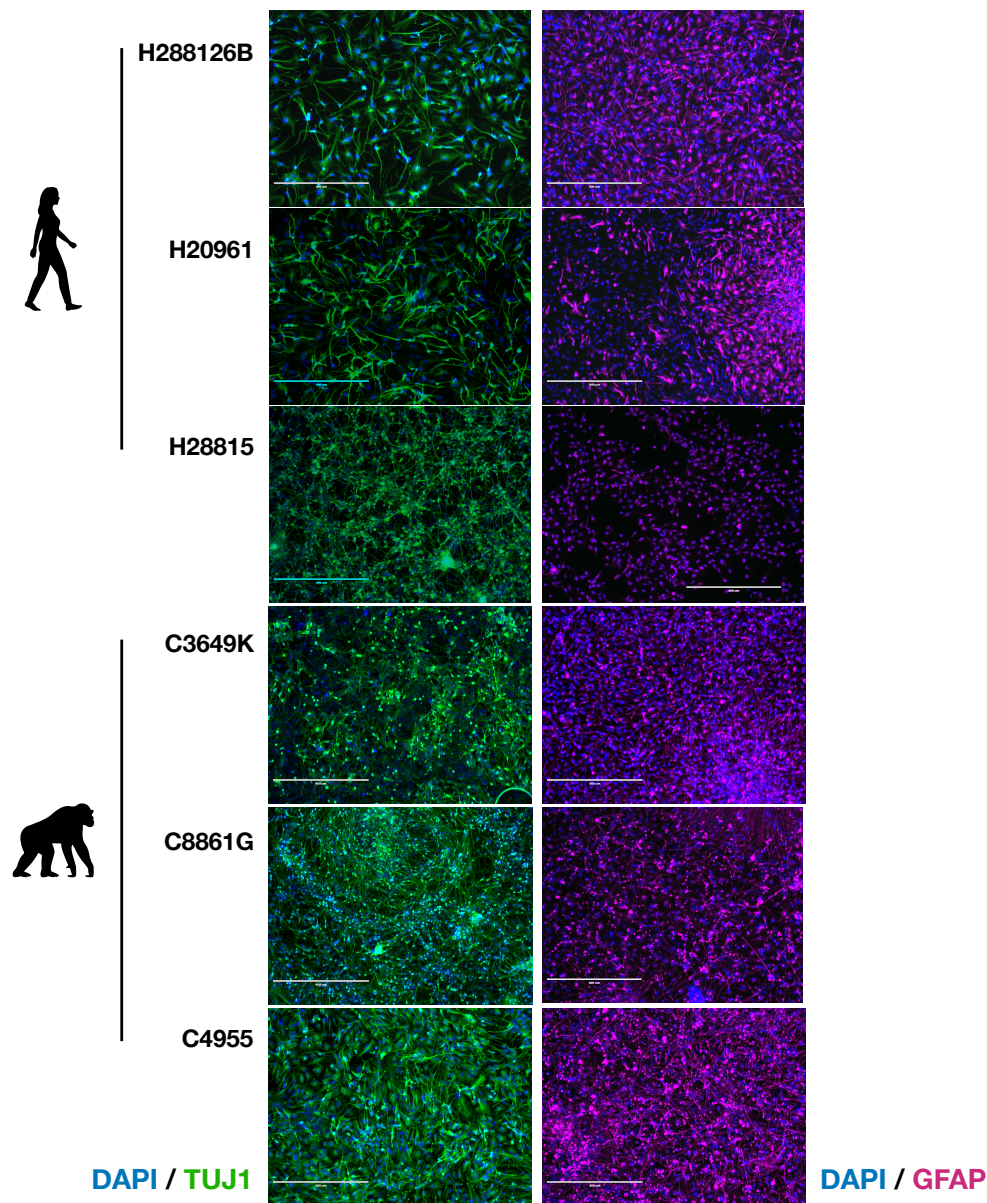 H288126B
H20961
H28815
C3649K
C8861G
C4955
DAPI / TUJ1
DAPI / GFAP